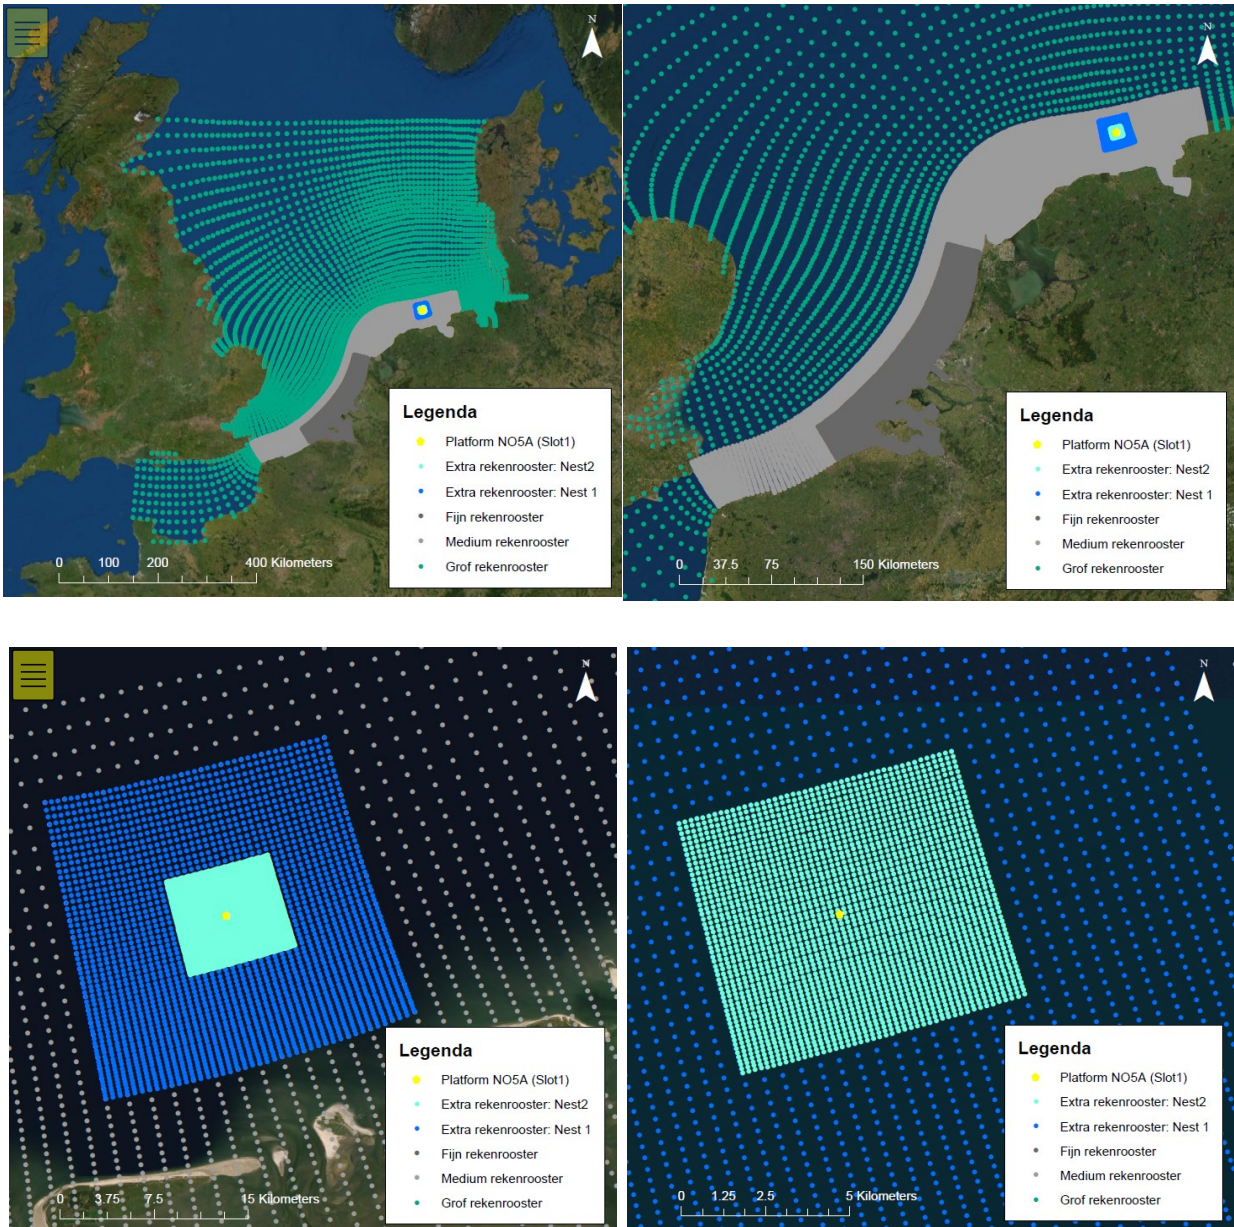 N
Legenda
Platform NO5A (Slot1)
Extra rekenrooster: Nest2
Extra rekenrooster: Nest 1
Fijn rekenrooster
Medium rekenrooster
Grof rekenrooster
0 100 200 400 Kilometers
N
Legenda
Platform NO5A (Slot1)
Extra rekenrooster: Nest2
Extra rekenrooster: Nest 1
Fijn rekenrooster
Medium rekenrooster
Grof rekenrooster
0 37.5 75 150 Kilometers
N
Legenda
Platform NO5A (Slot1)
Extra rekenrooster: Nest2
Extra rekenrooster: Nest 1
Fijn rekenrooster
Medium rekenrooster
Grof rekenrooster
0 3.75 7.5 15 Kilometers
N
Legenda
Platform NO5A (Slot1)
Extra rekenrooster: Nest2
Extra rekenrooster: Nest 1
Fijn rekenrooster
Medium rekenrooster
Grof rekenrooster
0 1.25 2.5 5 Kilometers